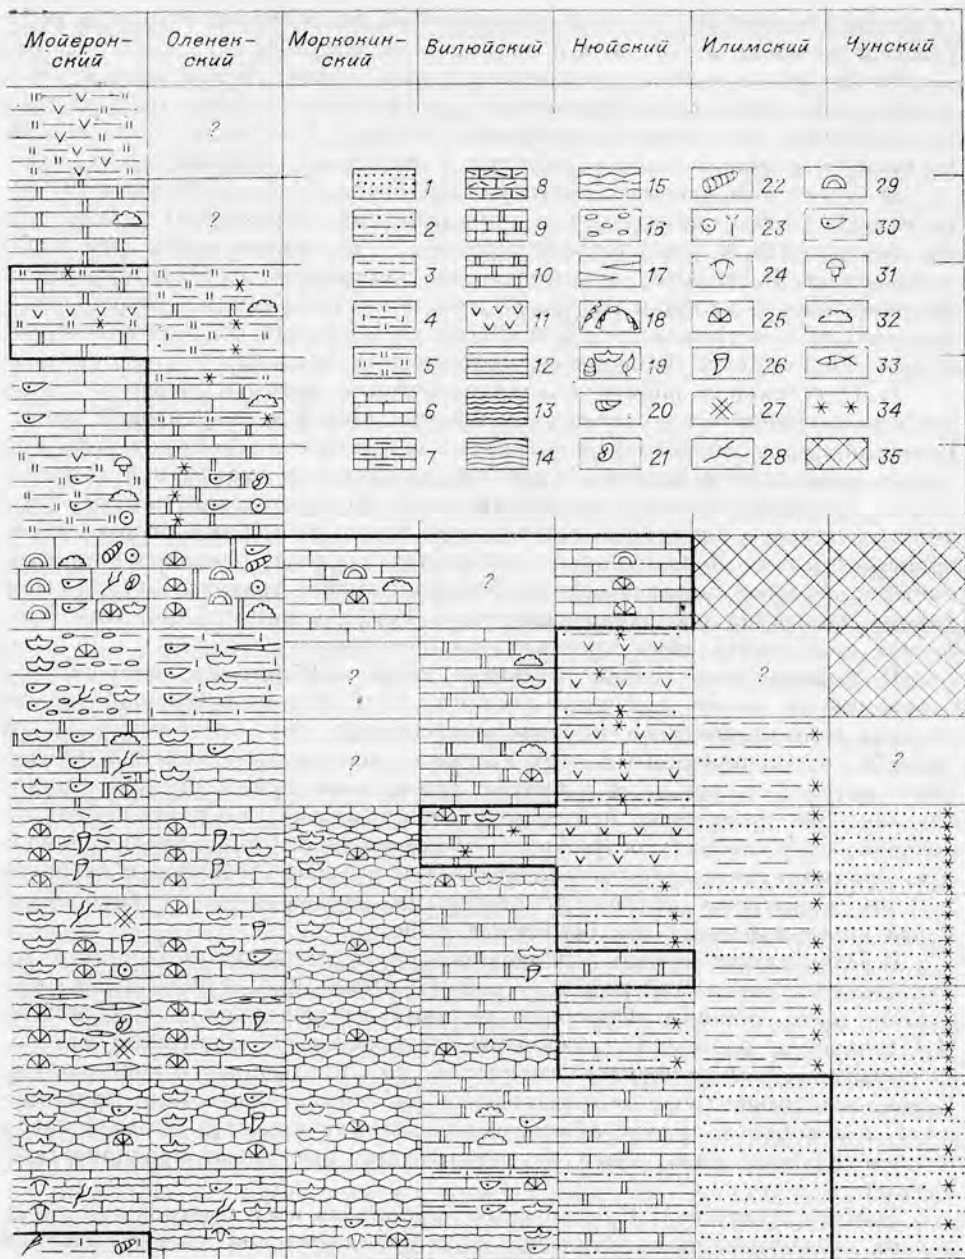 Мойерон-
ский
Оленек-
ский
Моркокин-
ский
Вилюйский
Нюйский
Илимский
Чунский
?
?
1 8 15 22 29
2 9 16 23 30
3 10 17 24 31
4 11 18 25 32
5 12 19 26 33
6 13 20 27 34
7 14 21 28 35
?
?
?
?
?